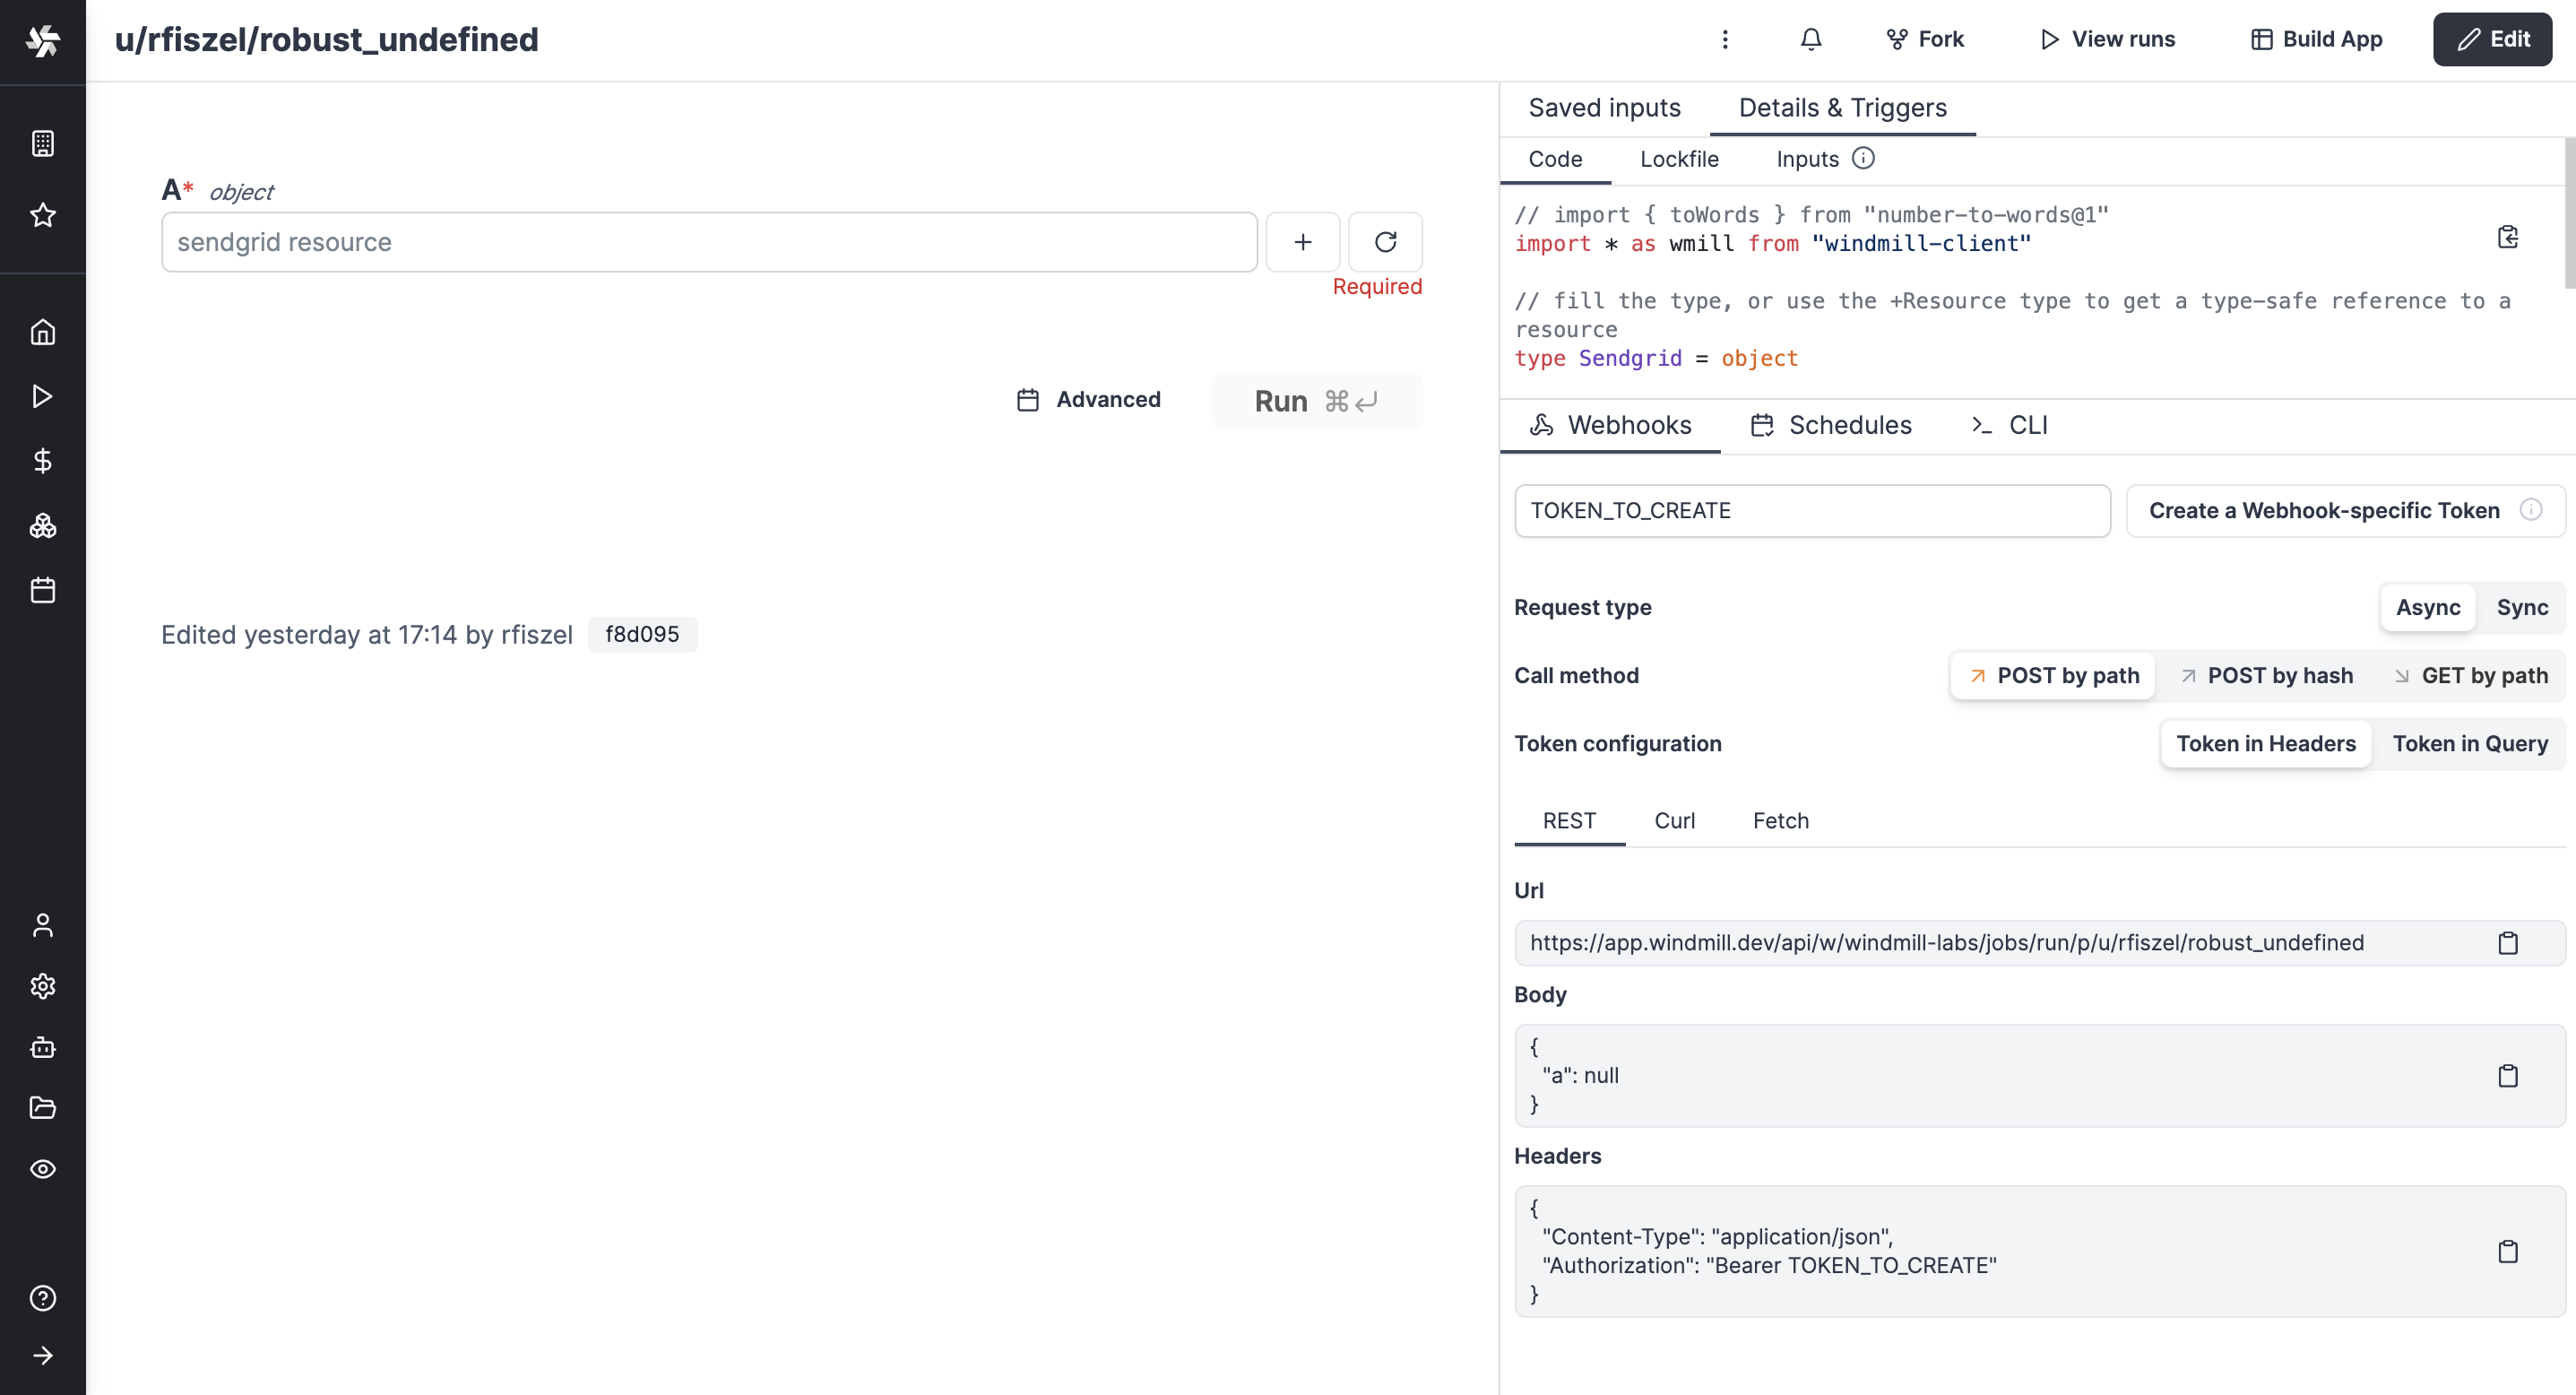 u/rfiszel/robust_undefined
Fork
View runs
Build App
Edit
A* object
sendgrid resource
Required
Advanced
Run ⌘
Edited yesterday at 17:14 by rfiszel f8d095
Saved inputs
Details & Triggers
Code
Lockfile
Inputs
// import { toWords } from "number-to-words@1"
import * as wmill from "windmill-client"
// fill the type, or use the +Resource type to get a type-safe reference to a
resource
type Sendgrid = object
Webhooks
Schedules
CLI
TOKEN_TO_CREATE
Create a Webhook-specific Token
Request type
Async
Sync
Call method
POST by path
POST by hash
GET by path
Token configuration
Token in Headers
Token in Query
REST
Curl
Fetch
Url
https://app.windmill.dev/api/w/windmill-labs/jobs/run/p/u/rfiszel/robust_undefined
Body
{
"a": null
}
Headers
{
"Content-Type": "application/json",
"Authorization": "Bearer TOKEN_TO_CREATE"
}